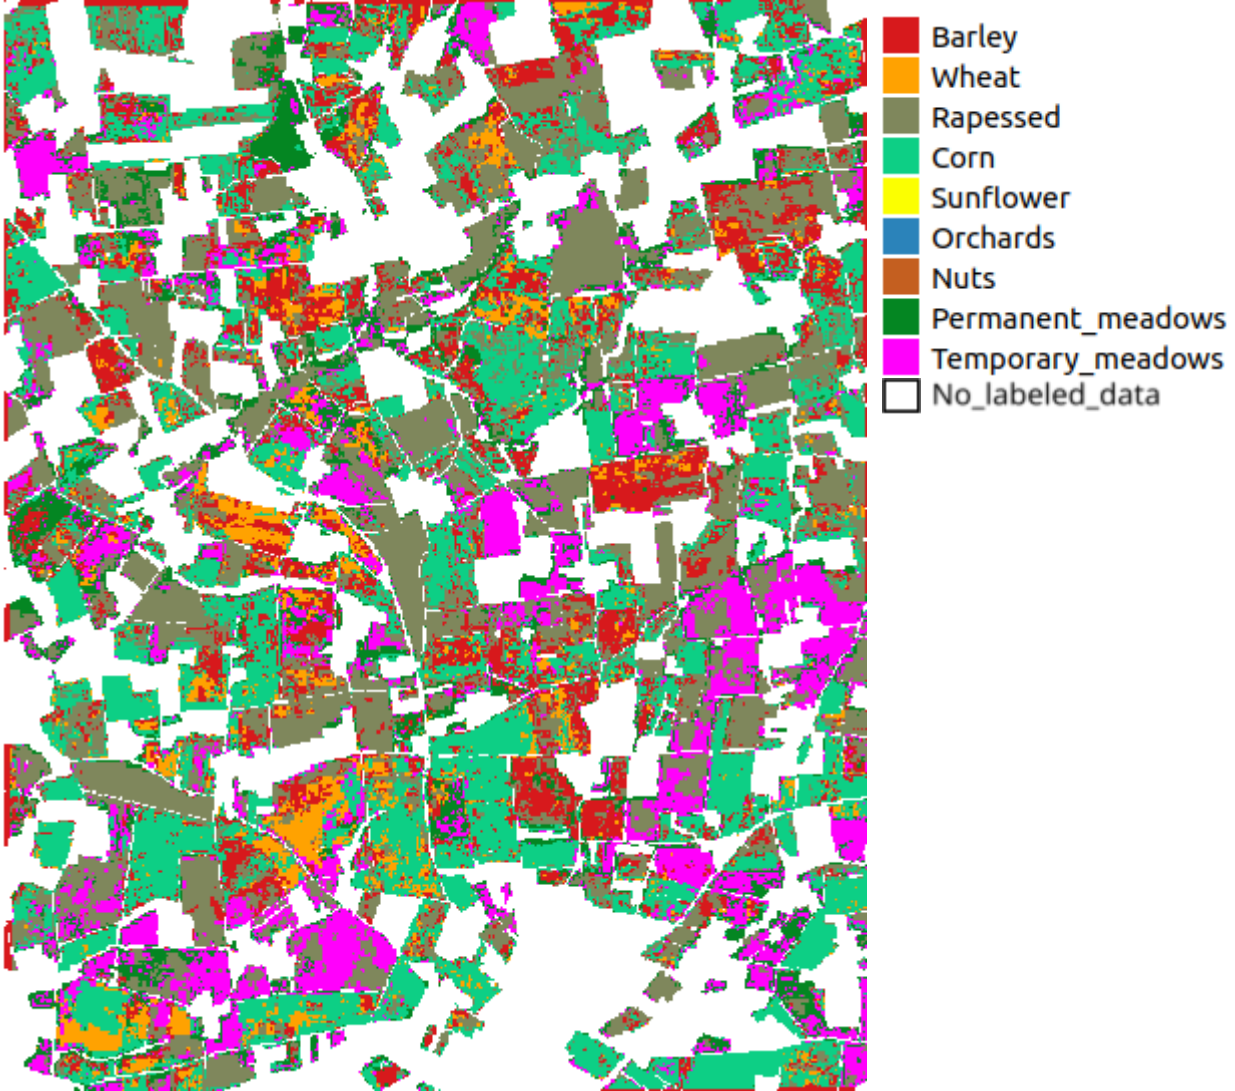 Barley
Wheat
Rapessed
Corn
Sunflower
Orchards
Nuts
Permanent_meadows
Temporary_meadows
No_labeled_data